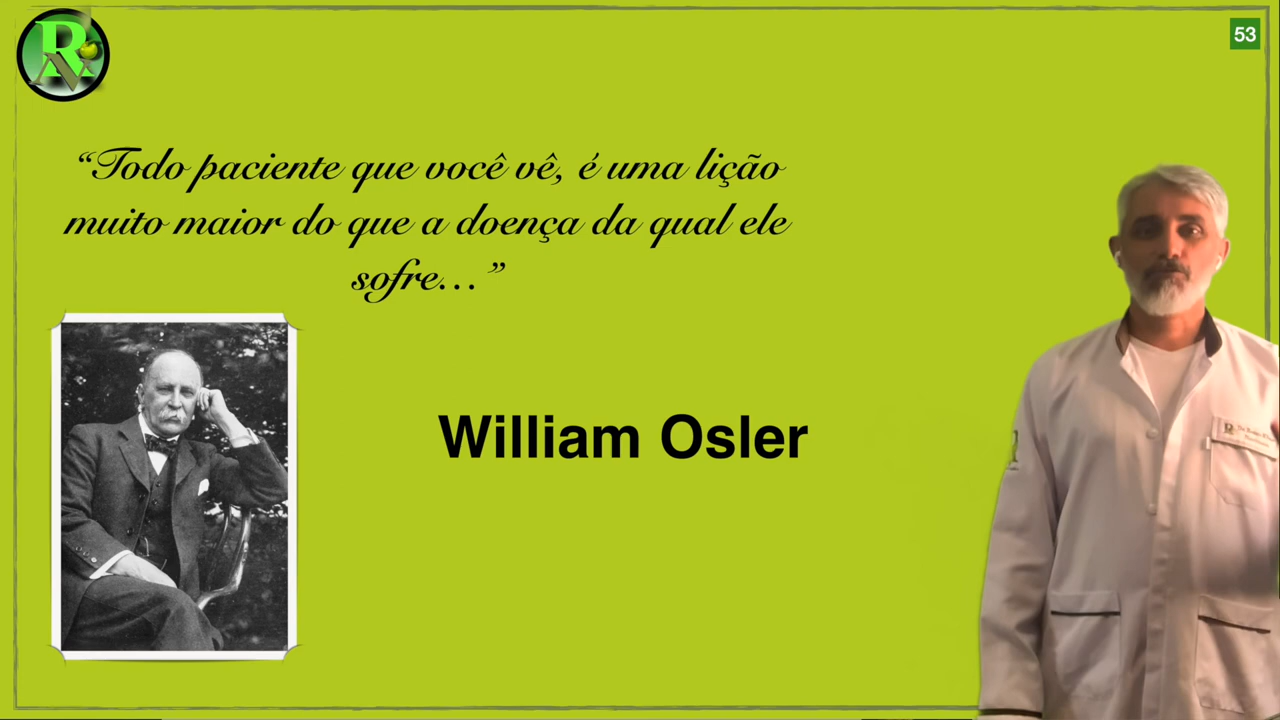 53
“Todo paciente que você vê, é uma lição
muito maior do que a doença da qual ele
sofre...”
William Osler